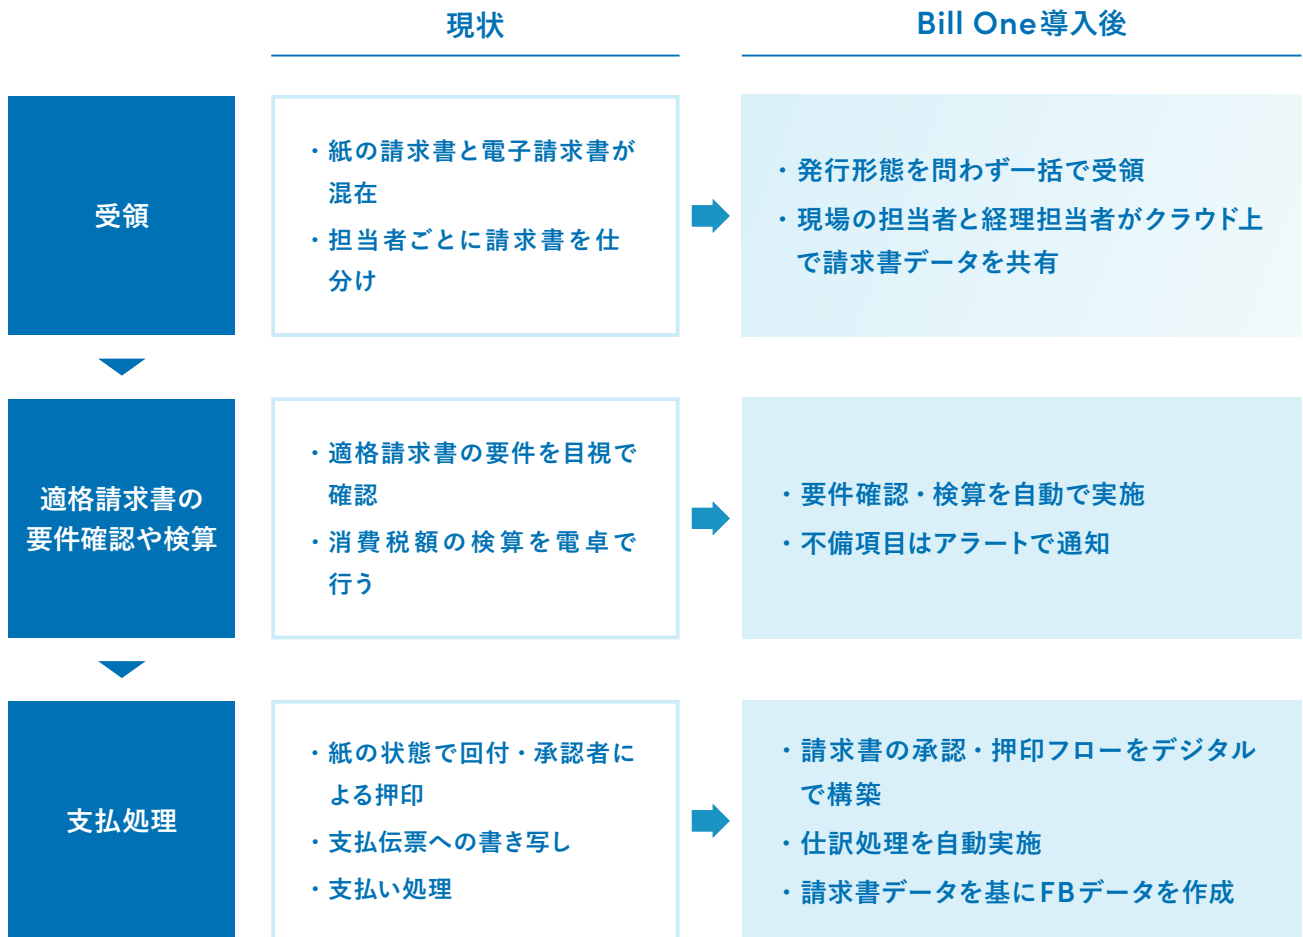 現状
Bill One導入後
受領
・紙の請求書と電子請求書が
混在
・担当者ごとに請求書を仕
分け
・発行形態を問わず一括で受領
・現場の担当者と経理担当者がクラウド上
で請求書データを共有
適格請求書の
要件確認や検算
・適格請求書の要件を目視で
確認
・消費税額の検算を電卓で
行う
・要件確認・検算を自動で実施
・不備項目はアラートで通知
支払処理
・紙の状態で回付・承認者に
よる押印
・支払伝票への書き写し
・支払い処理
・請求書の承認・押印フローをデジタル
で構築
・仕訳処理を自動実施
・請求書データを基にFBデータを作成